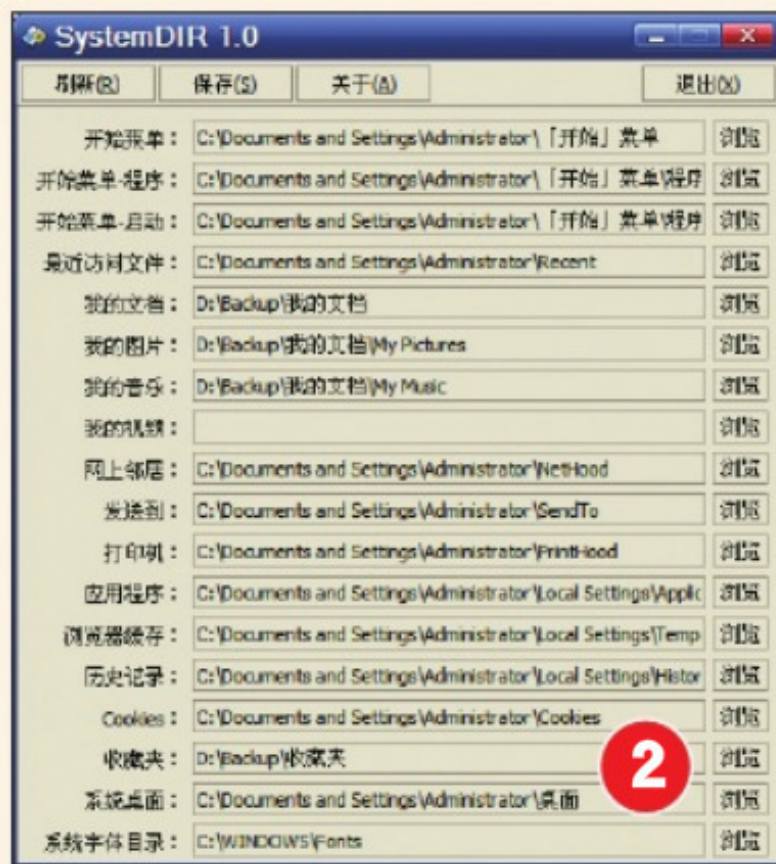 SystemDIR 1.0
刷新(R) 保存(S) 关于(A) 退出(X)
开始菜单： C:\Documents and Settings\Administrator\「开始」菜单 浏览
开始菜单-程序： C:\Documents and Settings\Administrator\「开始」菜单\程序 浏览
开始菜单-启动： C:\Documents and Settings\Administrator\「开始」菜单\程序 浏览
最近访问文件： C:\Documents and Settings\Administrator\Recent 浏览
我的文档： D:\Backup\我的文档 浏览
我的图片： D:\Backup\我的文档\My Pictures 浏览
我的音乐： D:\Backup\我的文档\My Music 浏览
我的视频： 浏览
网上邻居： C:\Documents and Settings\Administrator\NetHood 浏览
发送到： C:\Documents and Settings\Administrator\SendTo 浏览
打印机： C:\Documents and Settings\Administrator\PrintHood 浏览
应用程序： C:\Documents and Settings\Administrator\Local Settings\Applic 浏览
浏览器缓存： C:\Documents and Settings\Administrator\Local Settings\Temp 浏览
历史记录： C:\Documents and Settings\Administrator\Local Settings\Histor 浏览
Cookies： C:\Documents and Settings\Administrator\Cookies 浏览
收藏夹： D:\Backup\收藏夹 浏览
2
系统桌面： C:\Documents and Settings\Administrator\桌面 浏览
系统字体目录： C:\WINDOWS\Fonts 浏览